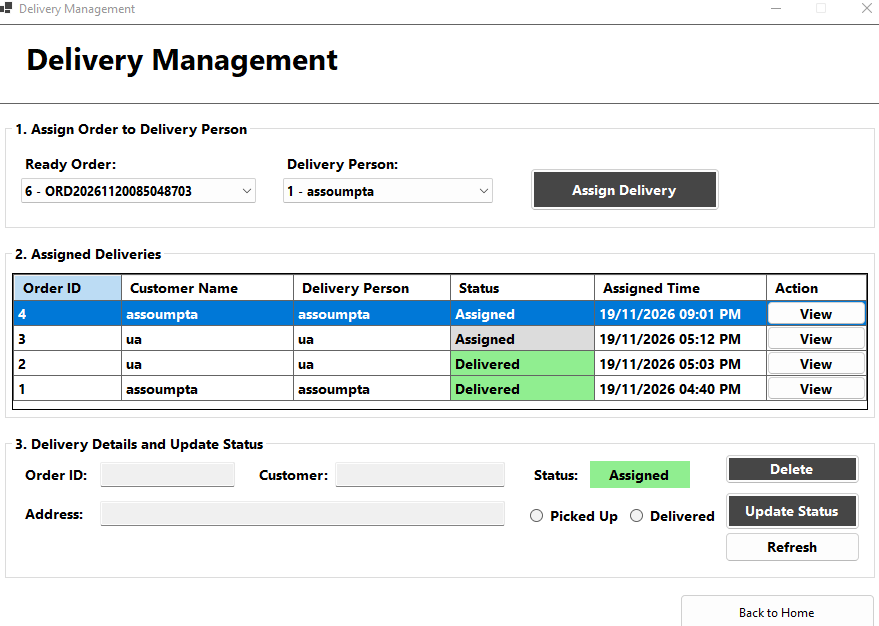 Delivery Management
Delivery Management
1. Assign Order to Delivery Person
Ready Order: Delivery Person:
6 - ORD20261120085048703 1 - assoumpta Assign Delivery
2. Assigned Deliveries
Order ID Customer Name Delivery Person Status Assigned Time Action
4 assoumpta assoumpta Assigned 19/11/2026 09:01 PM View
3 ua ua Assigned 19/11/2026 05:12 PM View
2 ua ua Delivered 19/11/2026 05:03 PM View
1 assoumpta assoumpta Delivered 19/11/2026 04:40 PM View
3. Delivery Details and Update Status
Order ID: Customer: Status: Assigned Delete
Address: Picked Up Delivered Update Status
Refresh
Back to Home